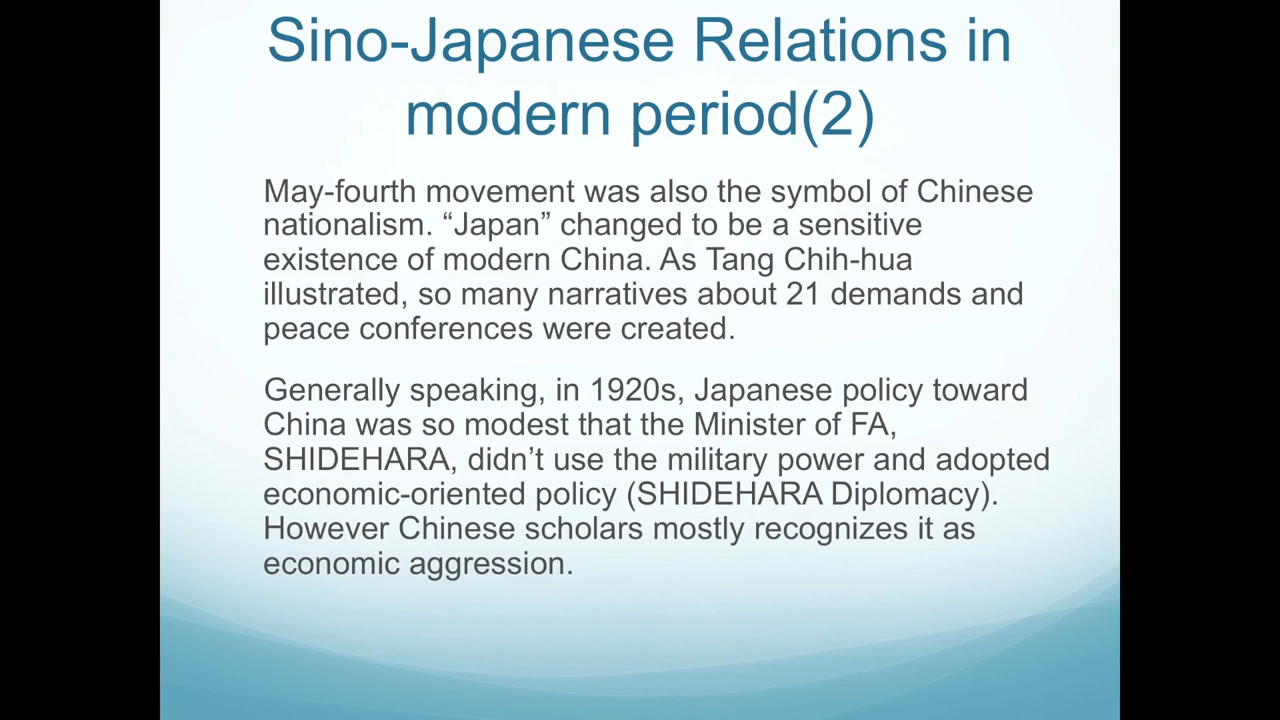 Sino-Japanese Relations in
modern period(2)
May-fourth movement was also the symbol of Chinese
nationalism. “Japan” changed to be a sensitive
existence of modern China. As Tang Chih-hua
illustrated, so many narratives about 21 demands and
peace conferences were created.
Generally speaking, in 1920s, Japanese policy toward
China was so modest that the Minister of FA,
SHIDEHARA, didn’t use the military power and adopted
economic-oriented policy (SHIDEHARA Diplomacy).
However Chinese scholars mostly recognizes it as
economic aggression.